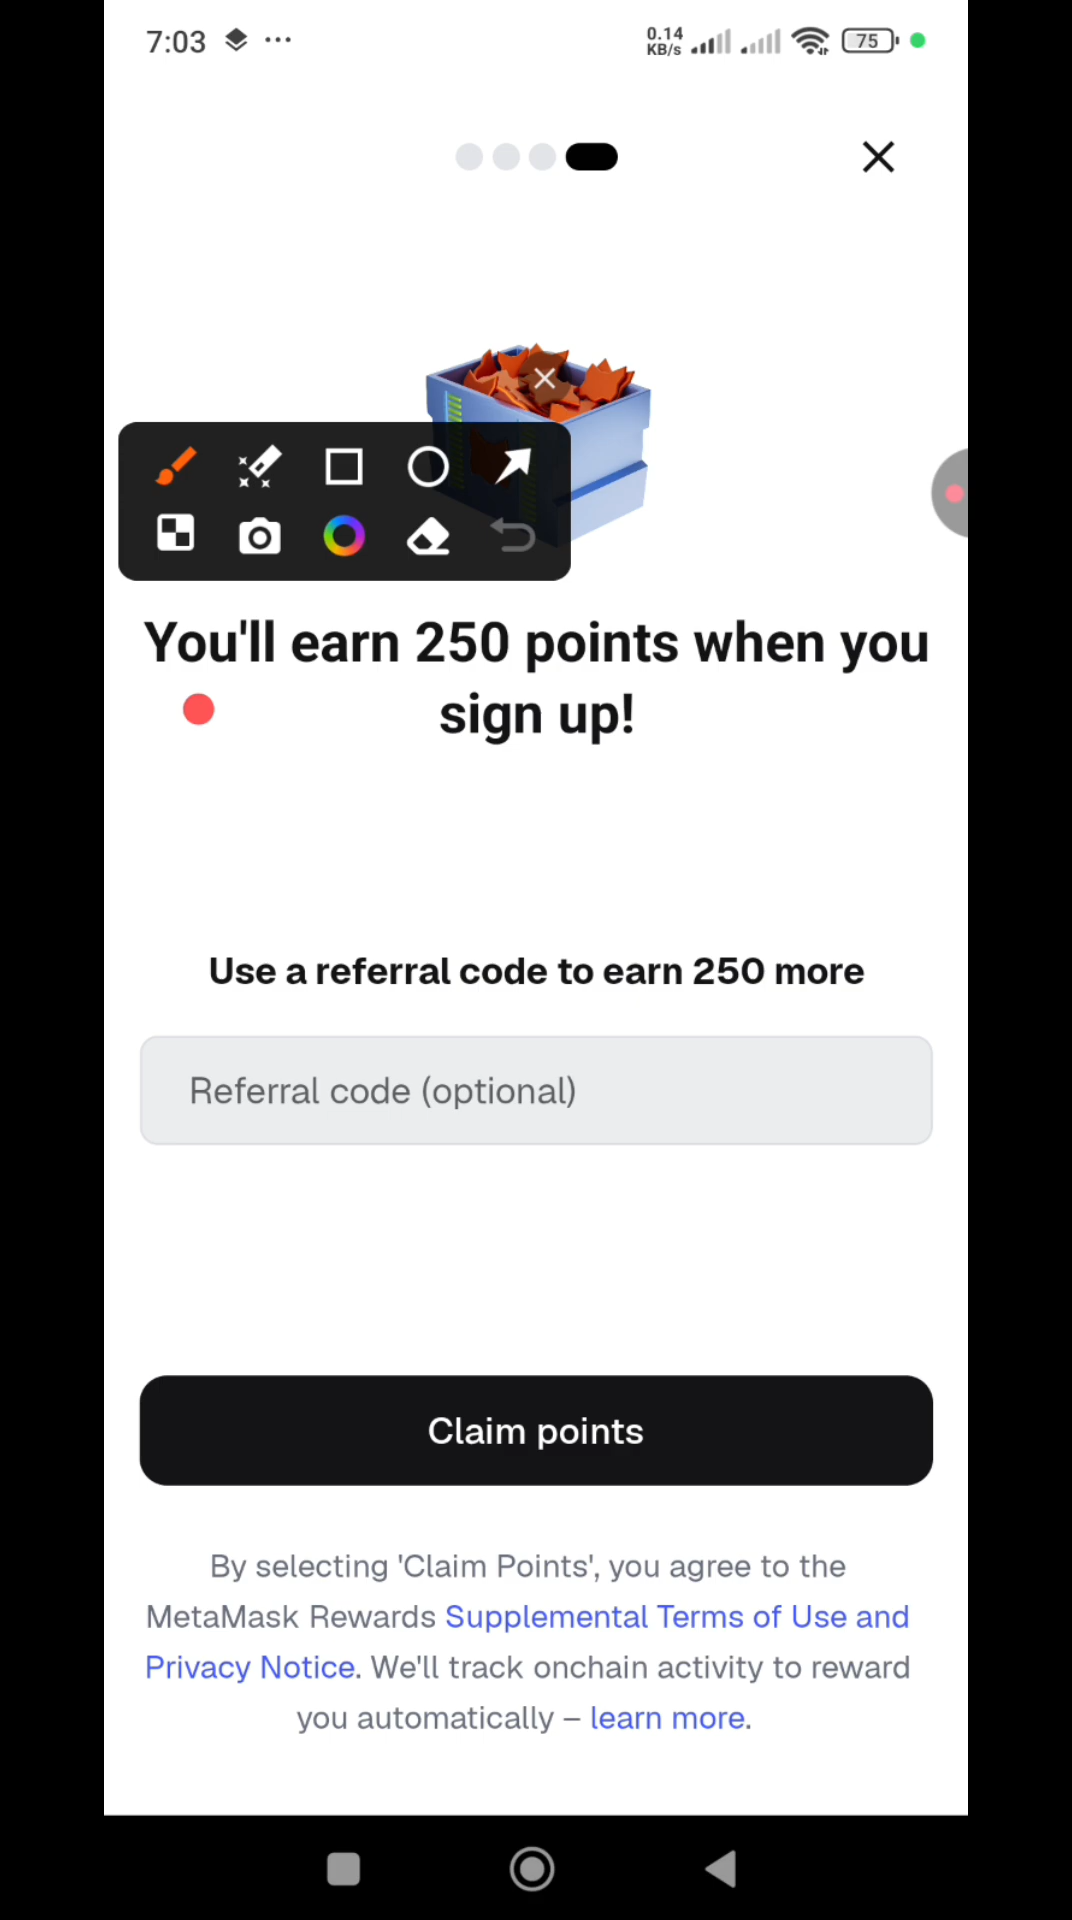 7:03
0.14
KB/s
75
You'll earn 250 points when you
sign up!
Use a referral code to earn 250 more
Referral code (optional)
Claim points
By selecting 'Claim Points', you agree to the
MetaMask Rewards Supplemental Terms of Use and
Privacy Notice. We'll track onchain activity to reward
you automatically – learn more.